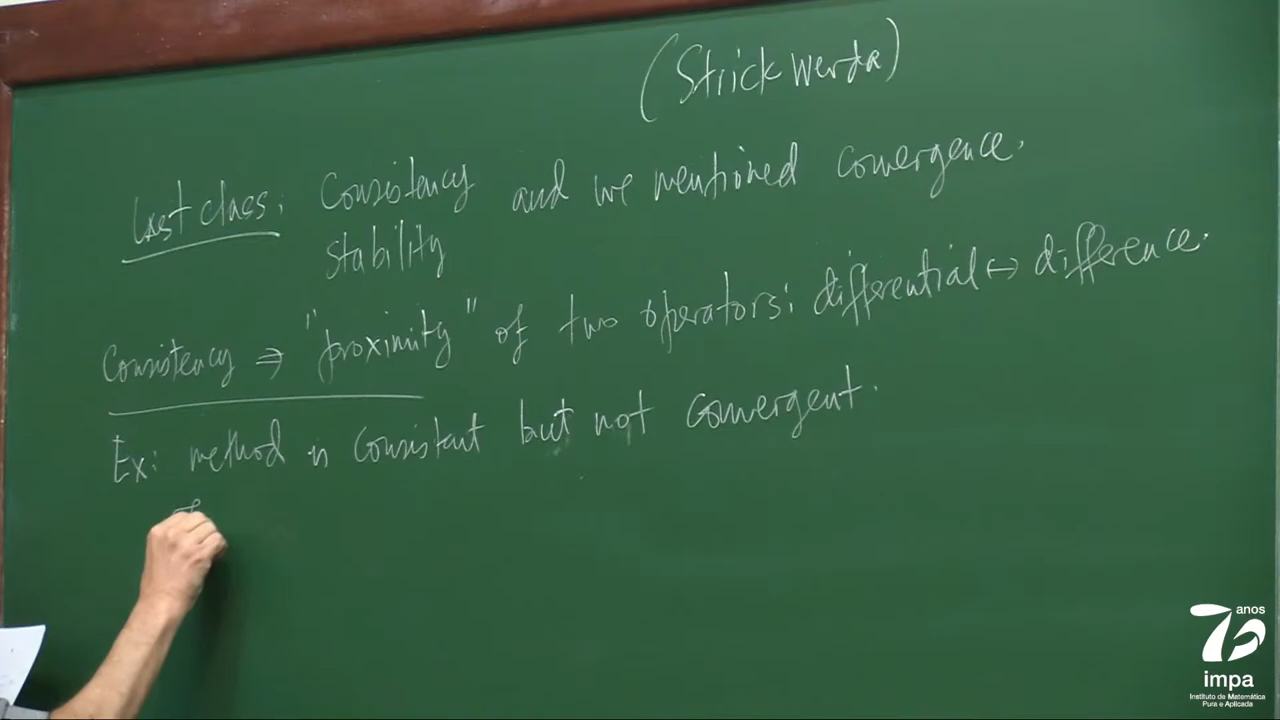 (Strickwerda)
Last class: Consistency and we mentioned convergence.
stability
Consistency ⇒ "proximity" of two operators: differential ↔ difference.
Ex: method is consistent but not convergent.
75 anos
impa
Instituto de Matemática
Pura e Aplicada